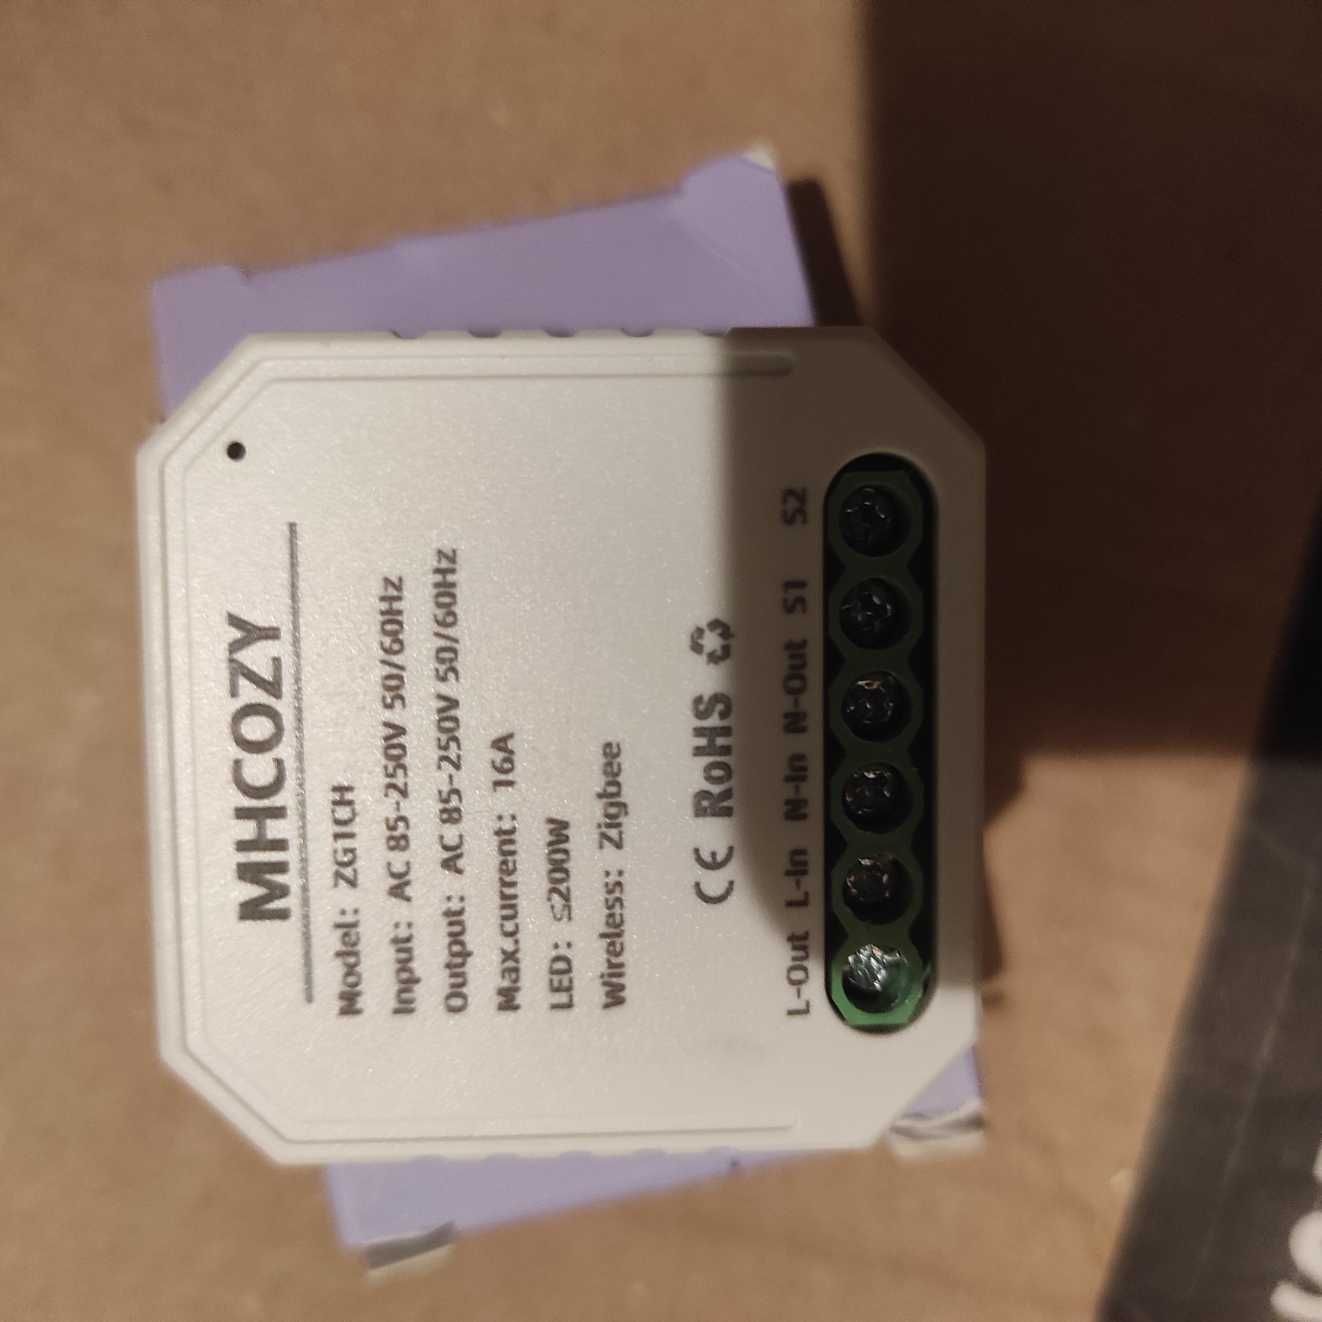 MHCOZY
Model: ZG1CH
Input: AC 85-250V 50/60Hz
Output: AC 85-250V 50/60Hz
Max.current: 16A
LED: ≤200W
Wireless: Zigbee
CE RoHS
L-Out L-In N-In N-Out S1 S2